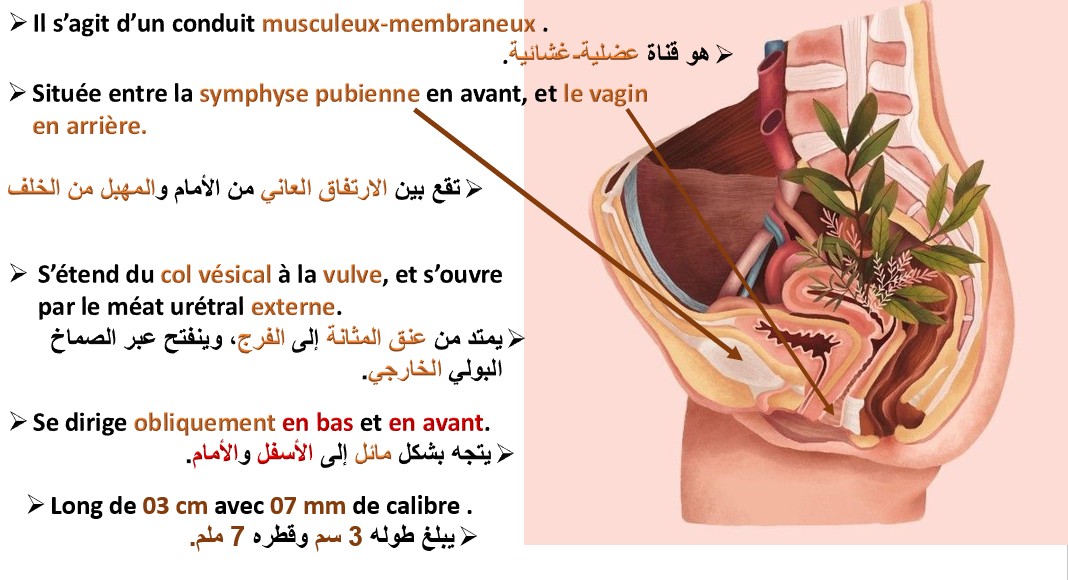 ➢ Il s’agit d’un conduit musculeux-membraneux .
➢ هو قناة عضلية-غشائية.
➢ Située entre la symphyse pubienne en avant, et le vagin
en arrière.
➢ تقع بين الارتفاق العاني من الأمام والمهبل من الخلف
➢ S’étend du col vésical à la vulve, et s’ouvre
par le méat urétral externe.
➢ يمتد من عنق المثانة إلى الفرج، وينفتح عبر الصماخ
البولي الخارجي.
➢ Se dirige obliquement en bas et en avant.
➢ يتجه بشكل مائل إلى الأسفل والأمام.
➢ Long de 03 cm avec 07 mm de calibre .
➢ يبلغ طوله 3 سم وقطره 7 ملم.